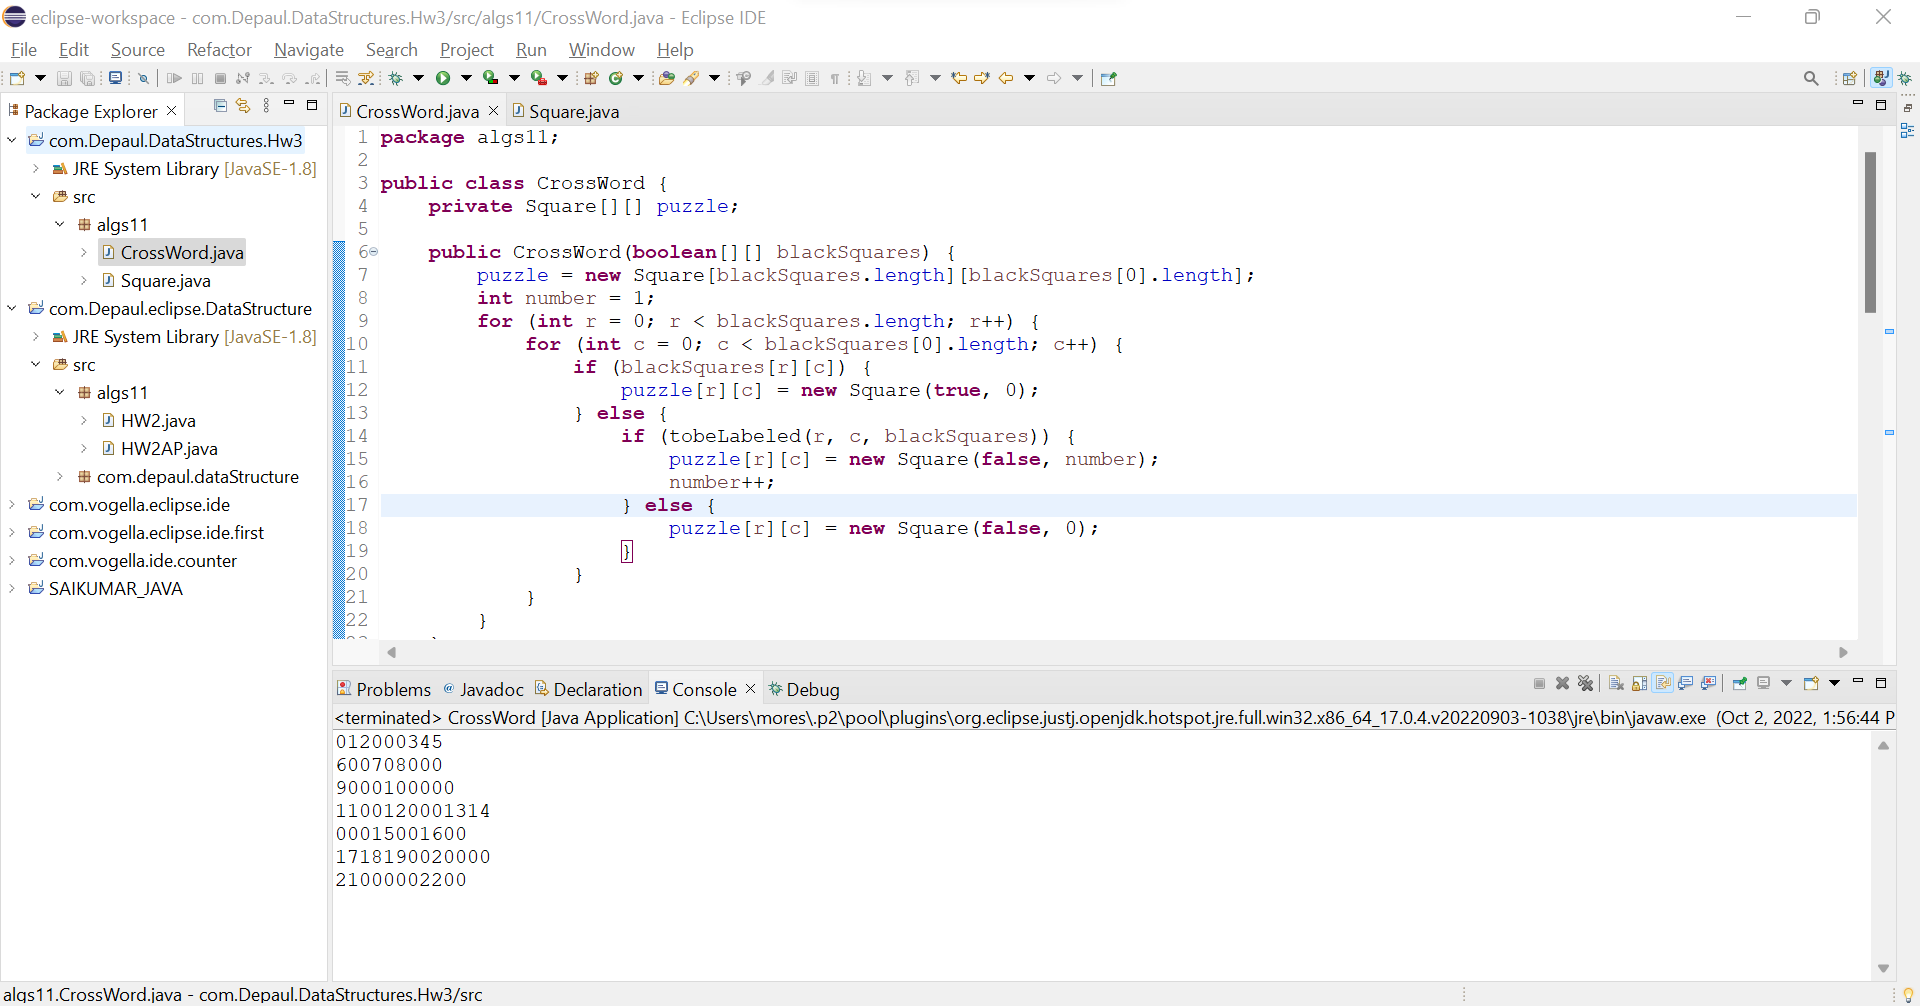 eclipse-workspace - com.Depaul.DataStructures.Hw3/src/algs11/CrossWord.java - Eclipse IDE
File Edit Source Refactor Navigate Search Project Run Window Help
Package Explorer
com.Depaul.DataStructures.Hw3
JRE System Library [JavaSE-1.8]
src
algs11
CrossWord.java
Square.java
com.Depaul.eclipse.DataStructure
JRE System Library [JavaSE-1.8]
src
algs11
HW2.java
HW2AP.java
com.depaul.dataStructure
com.vogella.eclipse.ide
com.vogella.eclipse.ide.first
com.vogella.ide.counter
SAIKUMAR_JAVA
CrossWord.java Square.java
1 package algs11;
2
3 public class CrossWord {
4     private Square[][] puzzle;
5
6     public CrossWord(boolean[][] blackSquares) {
7         puzzle = new Square[blackSquares.length][blackSquares[0].length];
8         int number = 1;
9         for (int r = 0; r < blackSquares.length; r++) {
10             for (int c = 0; c < blackSquares[0].length; c++) {
11                 if (blackSquares[r][c]) {
12                     puzzle[r][c] = new Square(true, 0);
13                 } else {
14                     if (tobeLabeled(r, c, blackSquares)) {
15                         puzzle[r][c] = new Square(false, number);
16                         number++;
17                     } else {
18                         puzzle[r][c] = new Square(false, 0);
19                     }
20                 }
21             }
22         }
Problems @ Javadoc Declaration Console Debug
<terminated> CrossWord [Java Application] C:\Users\mores\.p2\pool\plugins\org.eclipse.justj.openjdk.hotspot.jre.full.win32.x86_64_17.0.4.v20220903-1038\jre\bin\javaw.exe (Oct 2, 2022, 1:56:44 P
012000345
600708000
9000100000
1100120001314
00015001600
1718190020000
21000002200
algs11.CrossWord.java - com.Depaul.DataStructures.Hw3/src